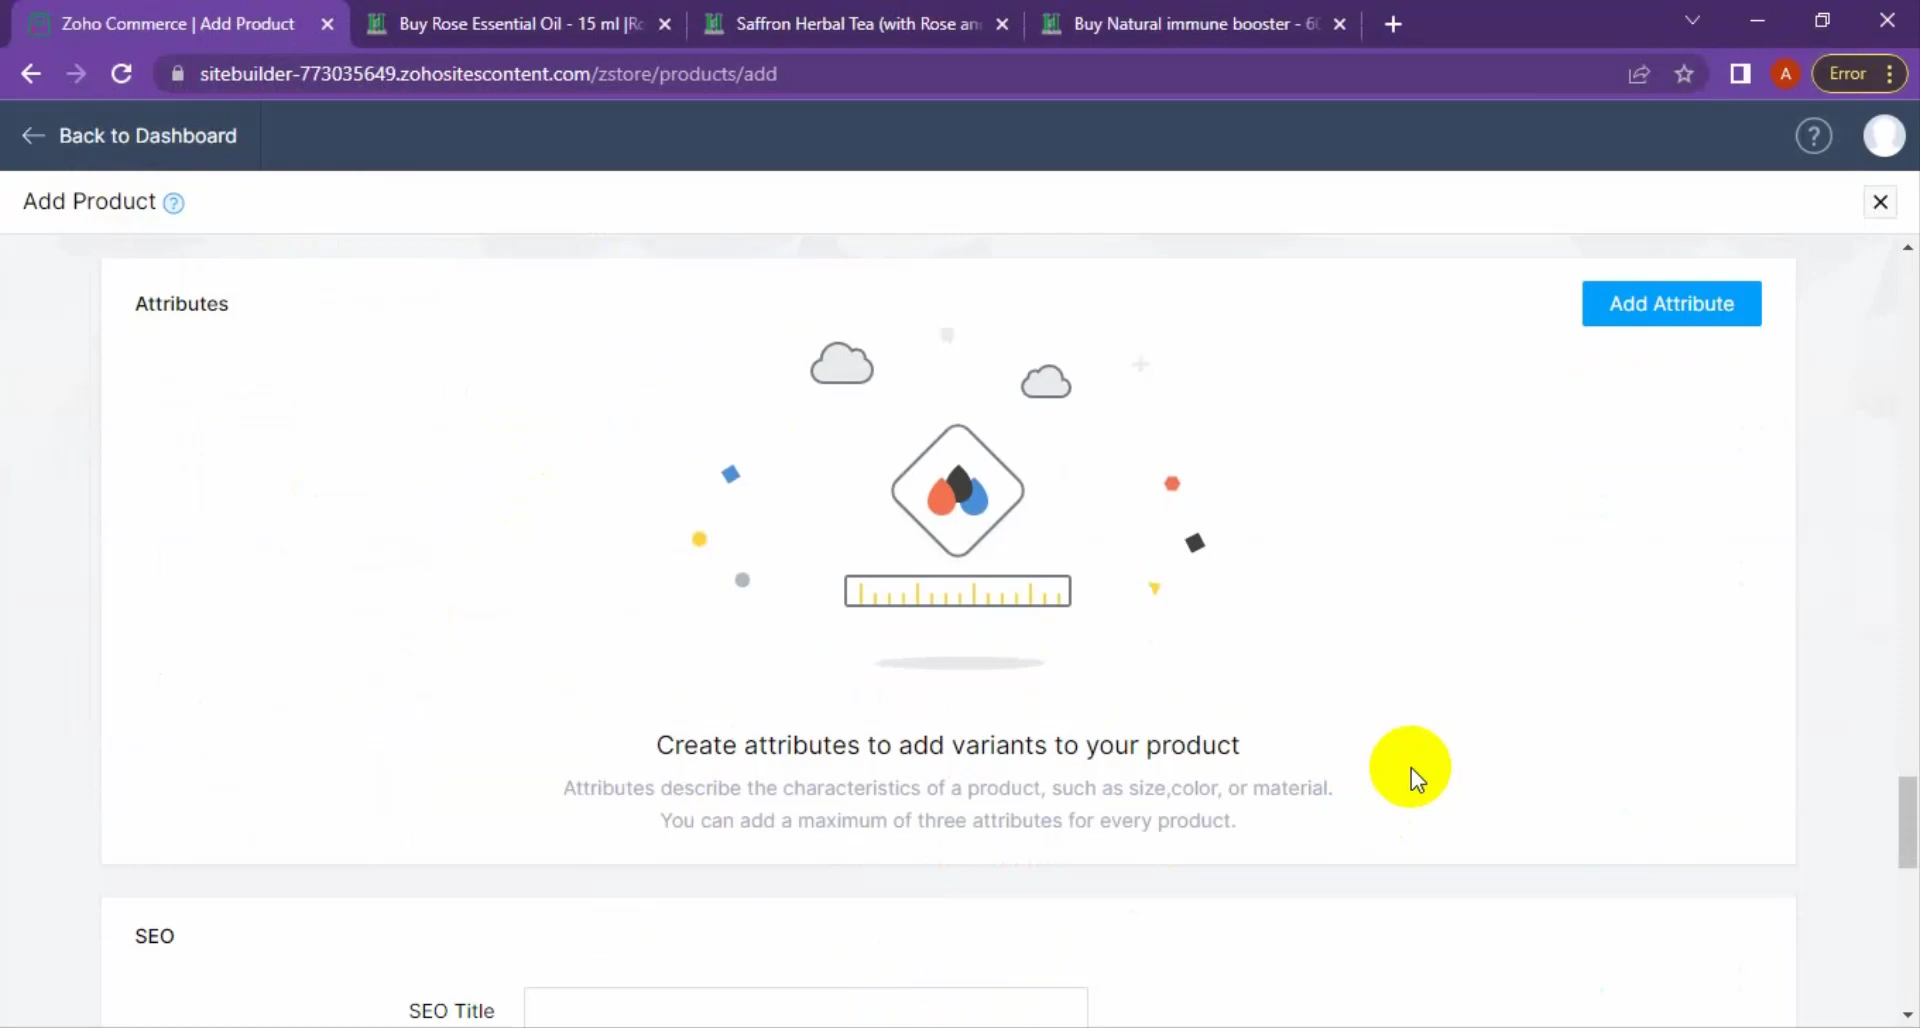 Zoho Commerce | Add Product
Buy Rose Essential Oil - 15 ml |Ro
Saffron Herbal Tea (with Rose an
Buy Natural immune booster - 60
sitebuilder-773035649.zohositescontent.com/zstore/products/add
A
Error
Back to Dashboard
?
Add Product ?
Attributes
Add Attribute
Create attributes to add variants to your product
Attributes describe the characteristics of a product, such as size,color, or material.
You can add a maximum of three attributes for every product.
SEO
SEO Title